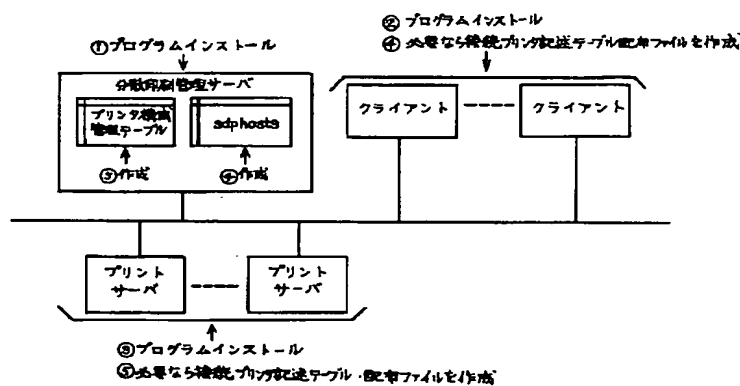 ①プログラムインストール
分散印刷管理サーバ
プリンタ構成
管理テーブル
sdphosts
③作成
④作成
②プログラムインストール
④必要なら接続プリンタ記述テーブル配布ファイルを作成
クライアント
クライアント
プリント
サーバ
プリント
サーバ
③プログラムインストール
⑤必要なら接続プリンタ記述テーブル・配布ファイルを作成